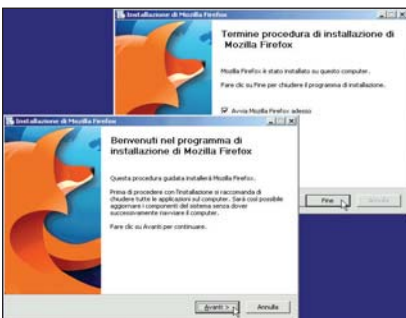 Installazione di Mozilla Firefox
Termine procedura di installazione di
Mozilla Firefox
Mozilla Firefox è stato installato su questo computer.
Fare clic su Fine per chiudere il programma di installazione.
Avvia Mozilla Firefox adesso
Fine
Annulla
Installazione di Mozilla Firefox
Benvenuti nel programma di
installazione di Mozilla Firefox
Questa procedura guidata installerà Mozilla Firefox.
Prima di procedere con l'installazione si raccomanda di
chiudere tutte le applicazioni sul computer. Sarà così possibile
aggiornare i componenti del sistema senza dover
successivamente riavviare il computer.
Fare clic su Avanti per continuare.
Avanti >
Annulla